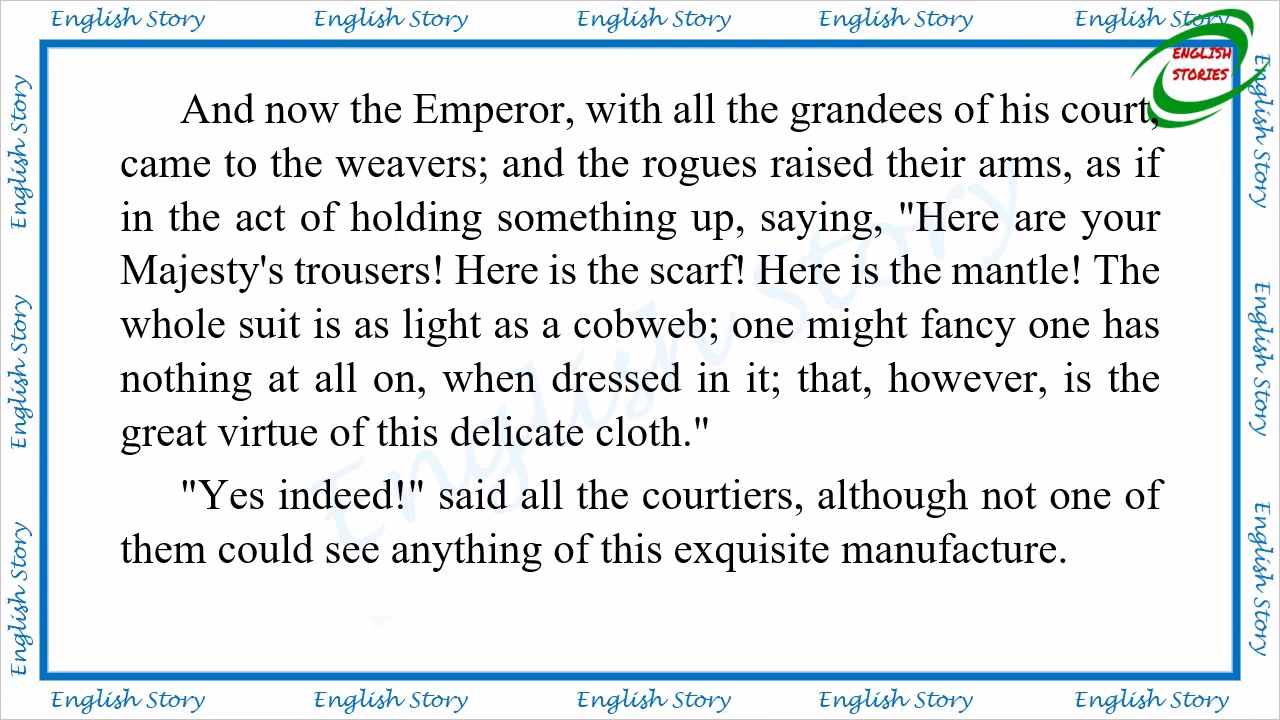 English Story English Story English Story English Story English Story
ENGLISH
STORIES
And now the Emperor, with all the grandees of his court,
came to the weavers; and the rogues raised their arms, as if
in the act of holding something up, saying, "Here are your
Majesty's trousers! Here is the scarf! Here is the mantle! The
whole suit is as light as a cobweb; one might fancy one has
nothing at all on, when dressed in it; that, however, is the
great virtue of this delicate cloth."
"Yes indeed!" said all the courtiers, although not one of
them could see anything of this exquisite manufacture.
English Story
English Story
English Story
English Story
English Story
English Story
English Story
English Story English Story English Story English Story English Story